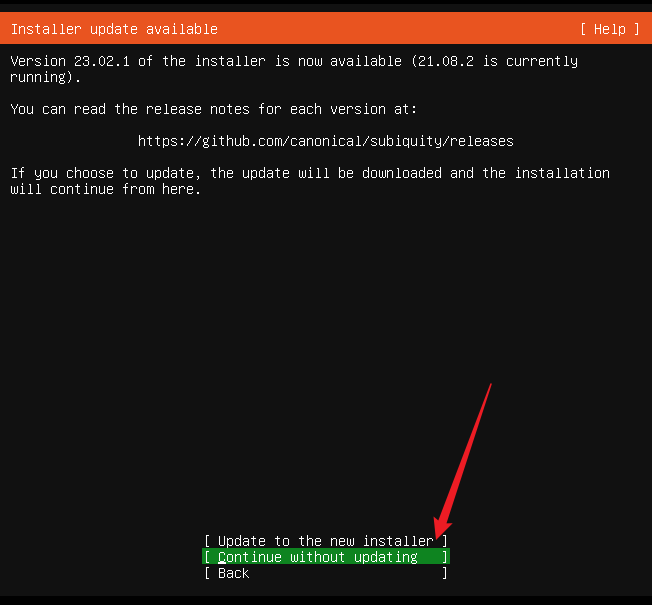 Installer update available [ Help ]
Version 23.02.1 of the installer is now available (21.08.2 is currently
running).
You can read the release notes for each version at:
https://github.com/canonical/subiquity/releases
If you choose to update, the update will be downloaded and the installation
will continue from here.
[ Update to the new installer ]
[ Continue without updating ]
[ Back ]